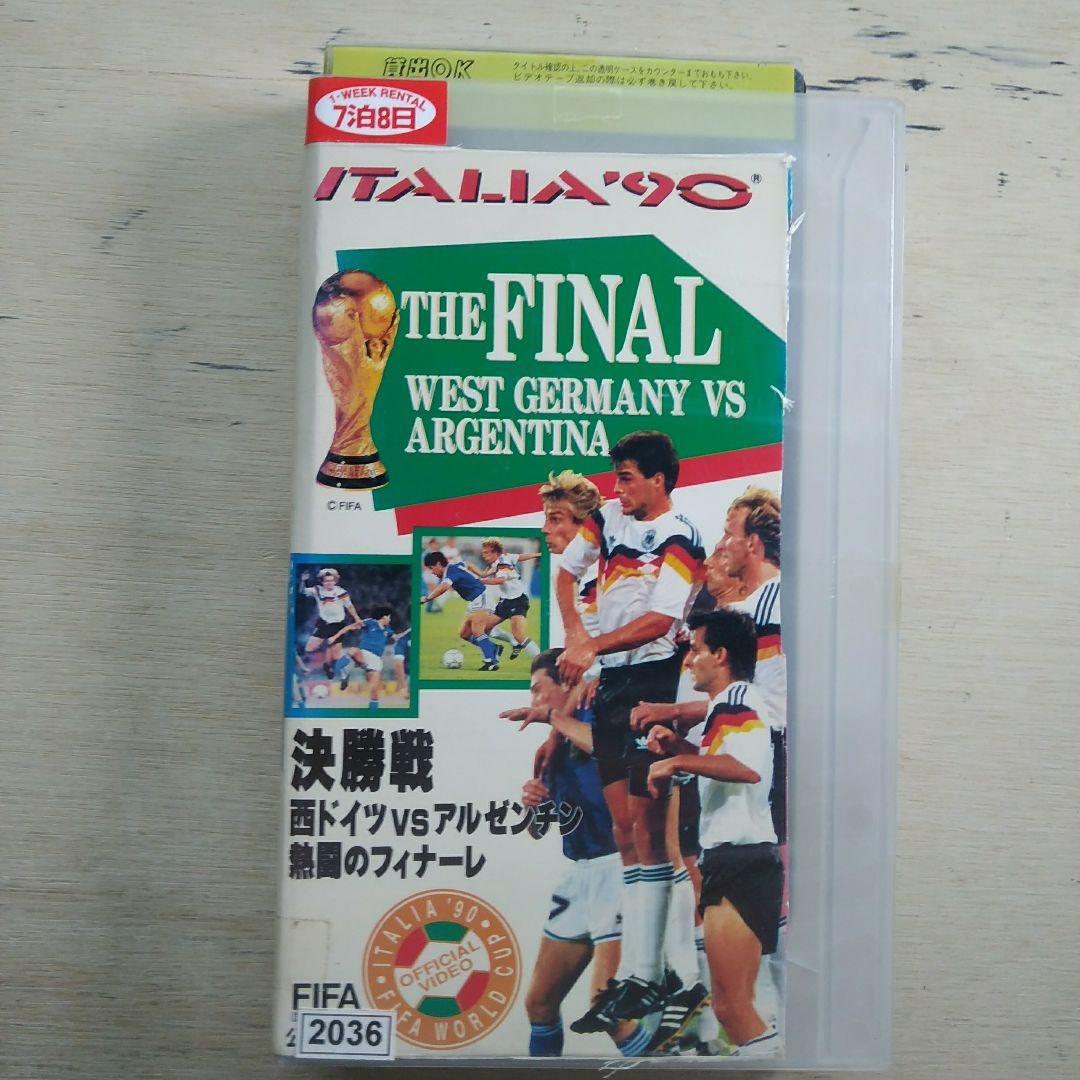 貸出OK
タイトル確認の上、この透明ケースをカウンターまでおもち下さい。
ビデオテープ返却の際は必ず巻き戻して下さい。
1-WEEK RENTAL
7泊8日
ITALIA'90®
THE FINAL
WEST GERMANY VS
ARGENTINA
©FIFA
決勝戦
西ドイツvsアルゼンチン
熱闘のフィナーレ
ITALIA '90
OFFICIAL
VIDEO
FIFA WORLD CUP
FIFA
2036
7